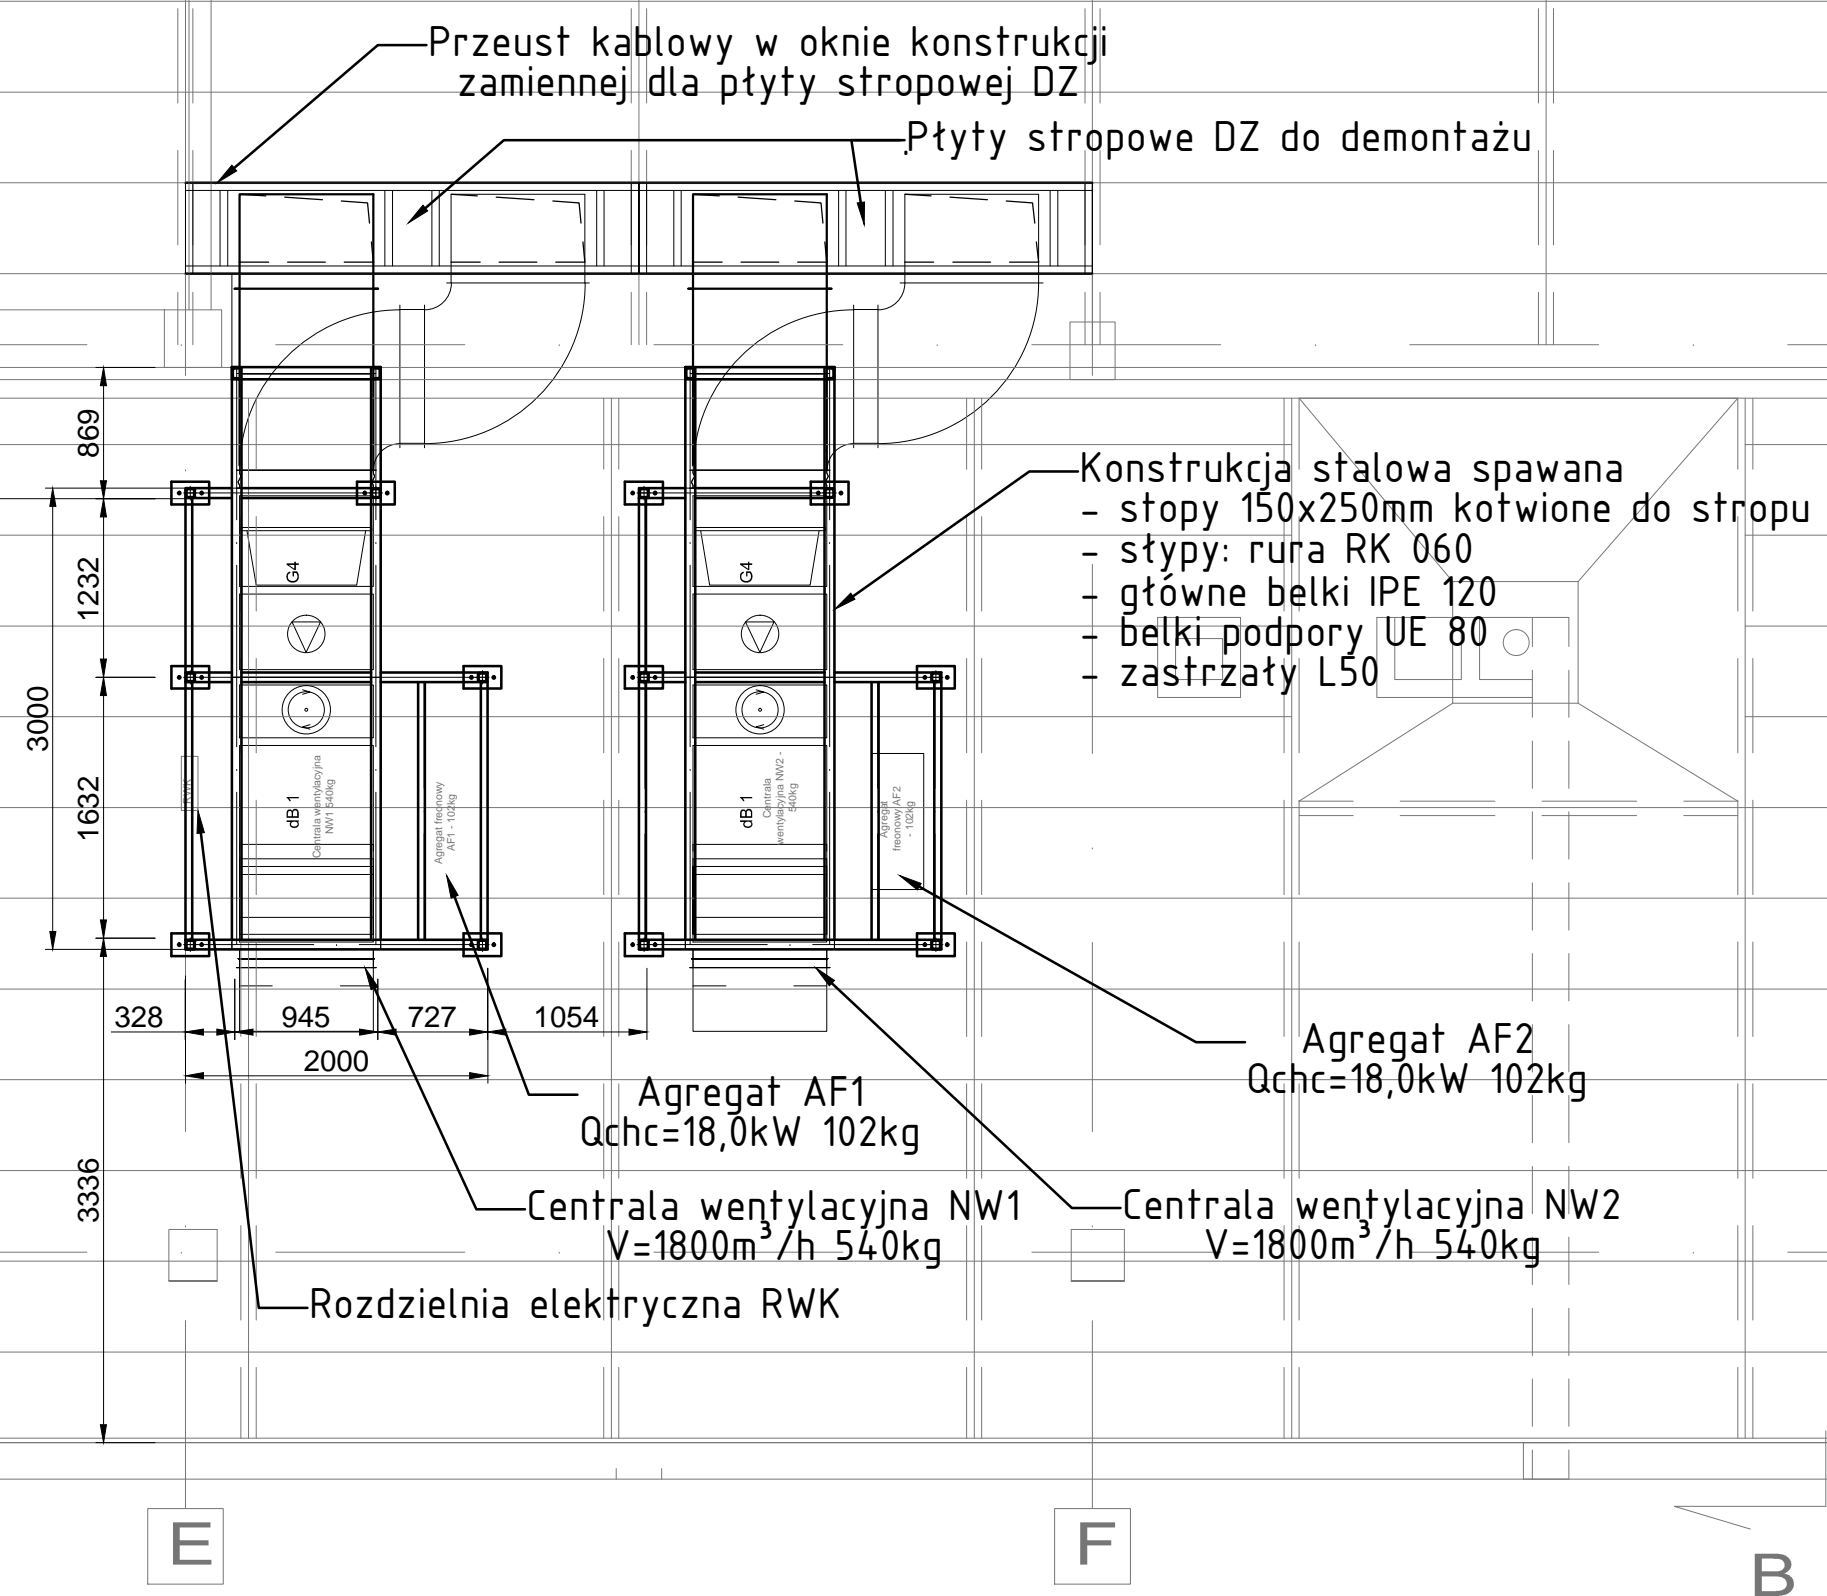 Przeust kablowy w oknie konstrukcji
zamiennej dla płyty stropowej DZ
Płyty stropowe DZ do demontażu
Konstrukcja stalowa spawana
- stopy 150x250mm kotwione do stropu
- słypy: rura RK 060
- główne belki IPE 120
- belki podpory UE 80
- zastrzały L50
869
1232
3000
1632
3336
G4
G4
RWK
dB 1
Centrala wentylacyjna
NW1 540kg
Agregat freonowy
AF1 - 102kg
dB 1
Centrala
wentylacyjna NW2 -
540kg
Agregat
freonowy AF2
- 102kg
328
945
727
1054
2000
Agregat AF2
Qchc=18,0kW 102kg
Agregat AF1
Qchc=18,0kW 102kg
Centrala wentylacyjna NW1
V=1800m³/h 540kg
Centrala wentylacyjna NW2
V=1800m³/h 540kg
Rozdzielnia elektryczna RWK
E
F
B